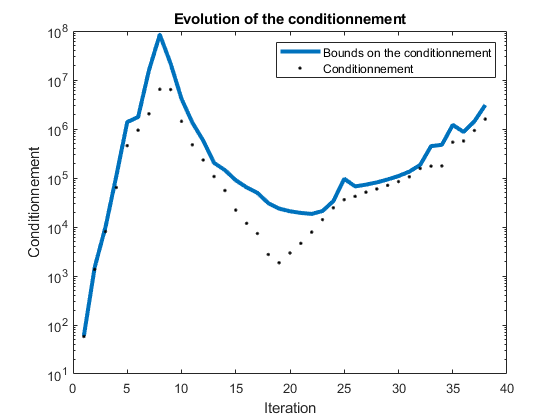 Evolution of the conditionnement
Bounds on the conditionnement
Conditionnement
Conditionnement
10^8
10^7
10^6
10^5
10^4
10^3
10^2
10^1
0 5 10 15 20 25 30 35 40
Iteration